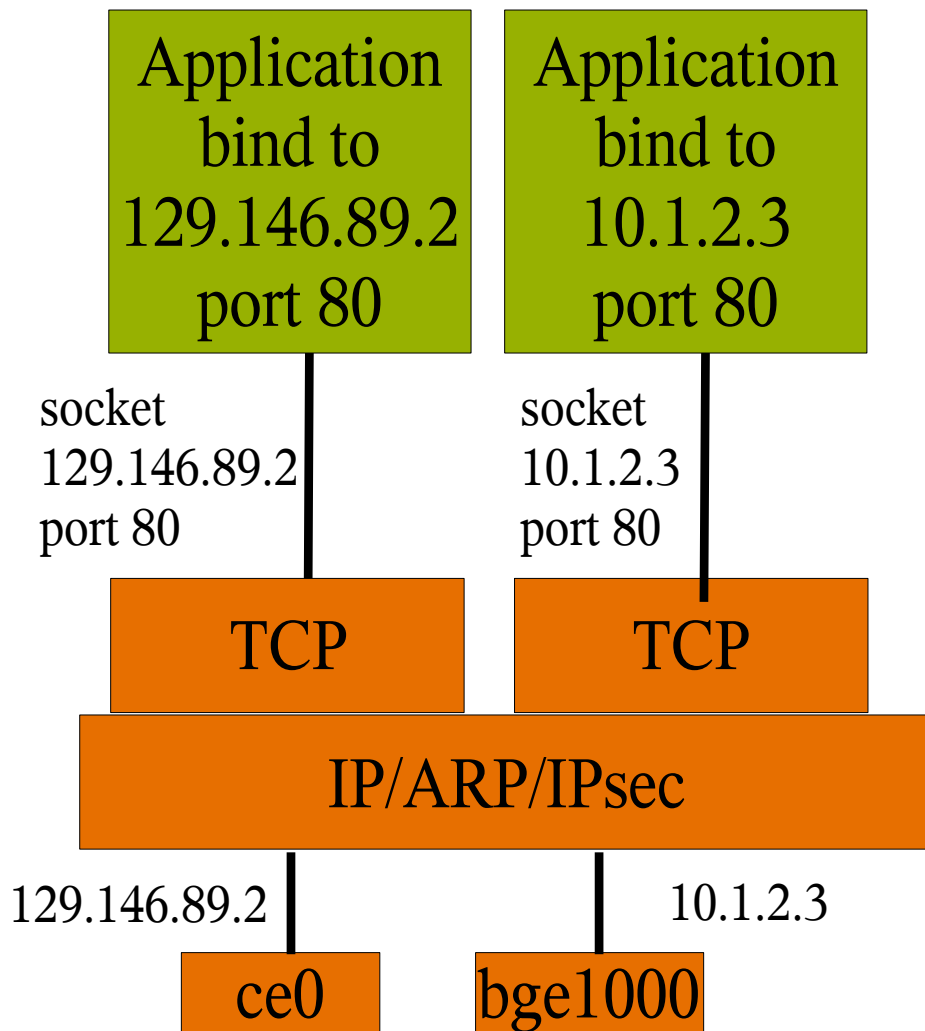 Application
bind to
129.146.89.2
port 80
Application
bind to
10.1.2.3
port 80
socket
129.146.89.2
port 80
socket
10.1.2.3
port 80
TCP
TCP
IP/ARP/IPsec
129.146.89.2
10.1.2.3
ce0
bge1000